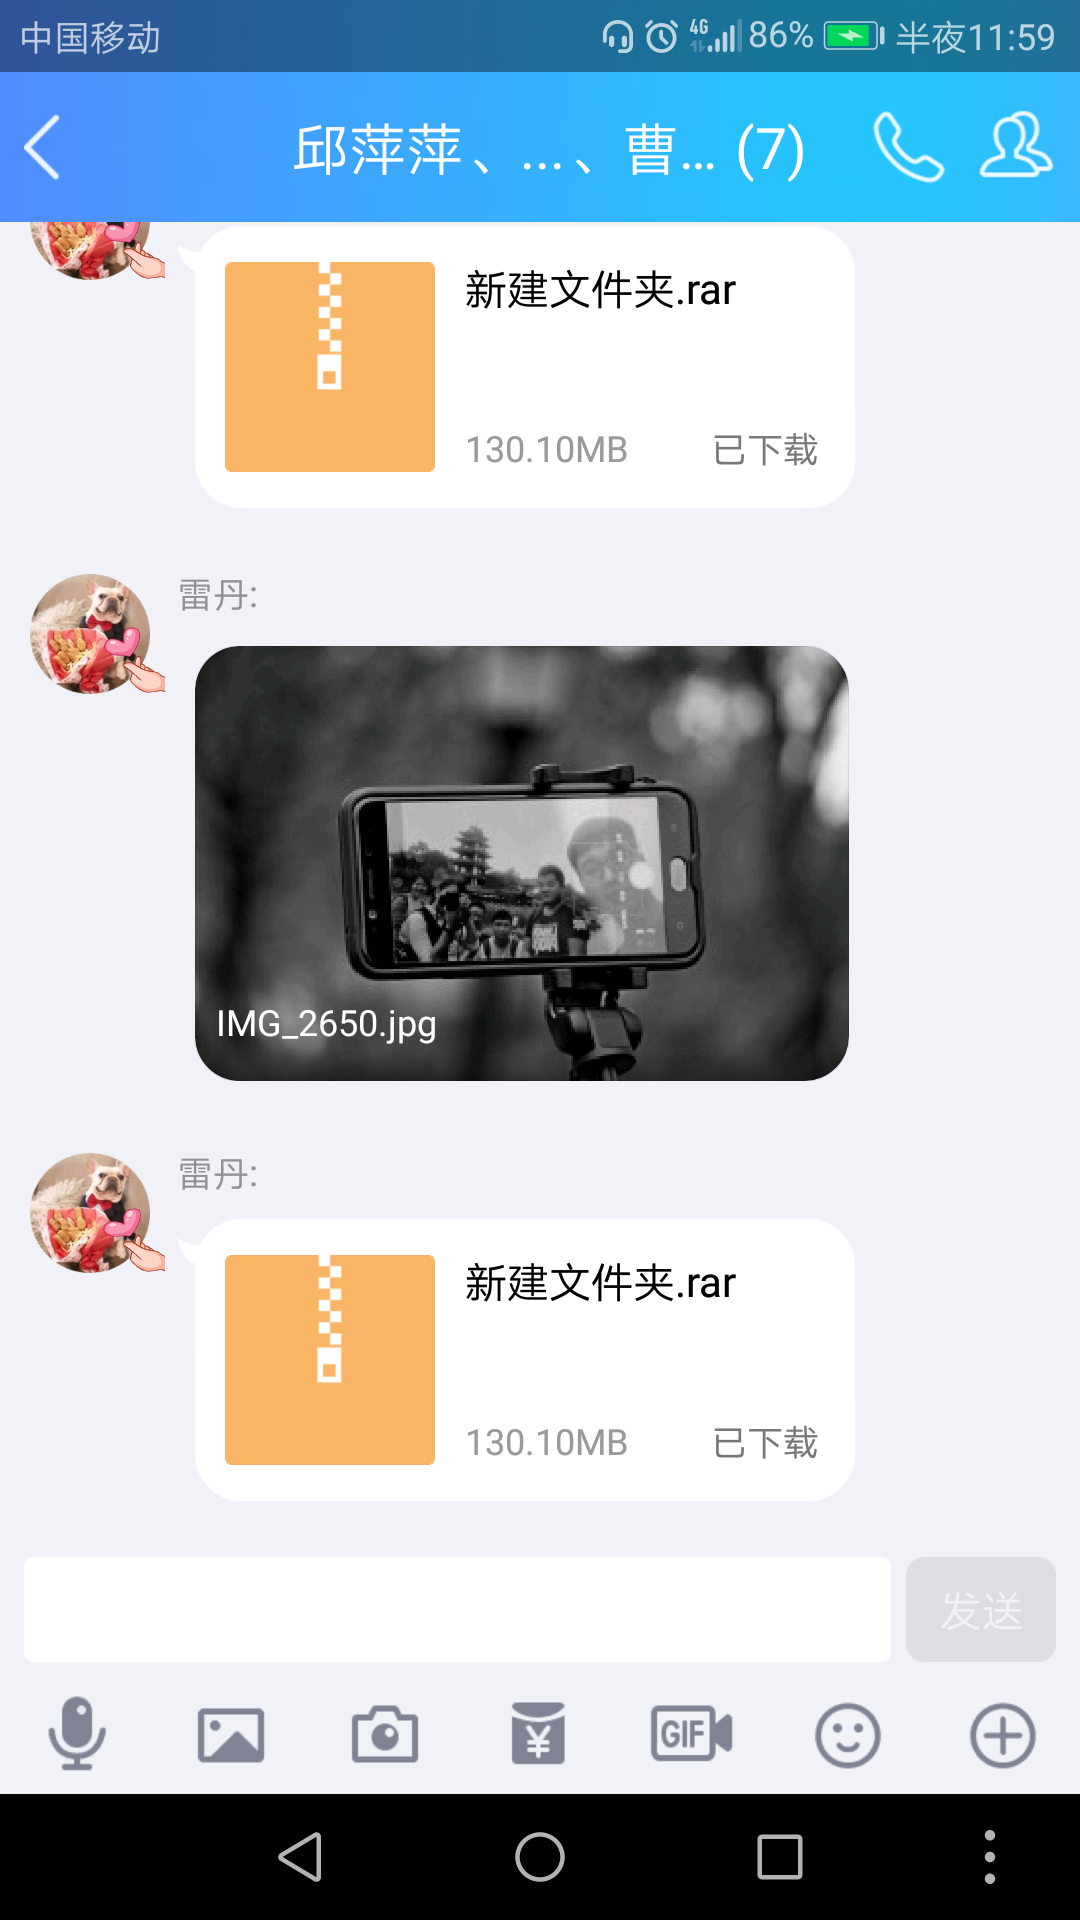 中国移动
4G
86%
半夜11:59
邱萍萍、...、曹... (7)
新建文件夹.rar
130.10MB
已下载
雷丹:
IMG_2650.jpg
雷丹:
新建文件夹.rar
130.10MB
已下载
发送
¥
GIF